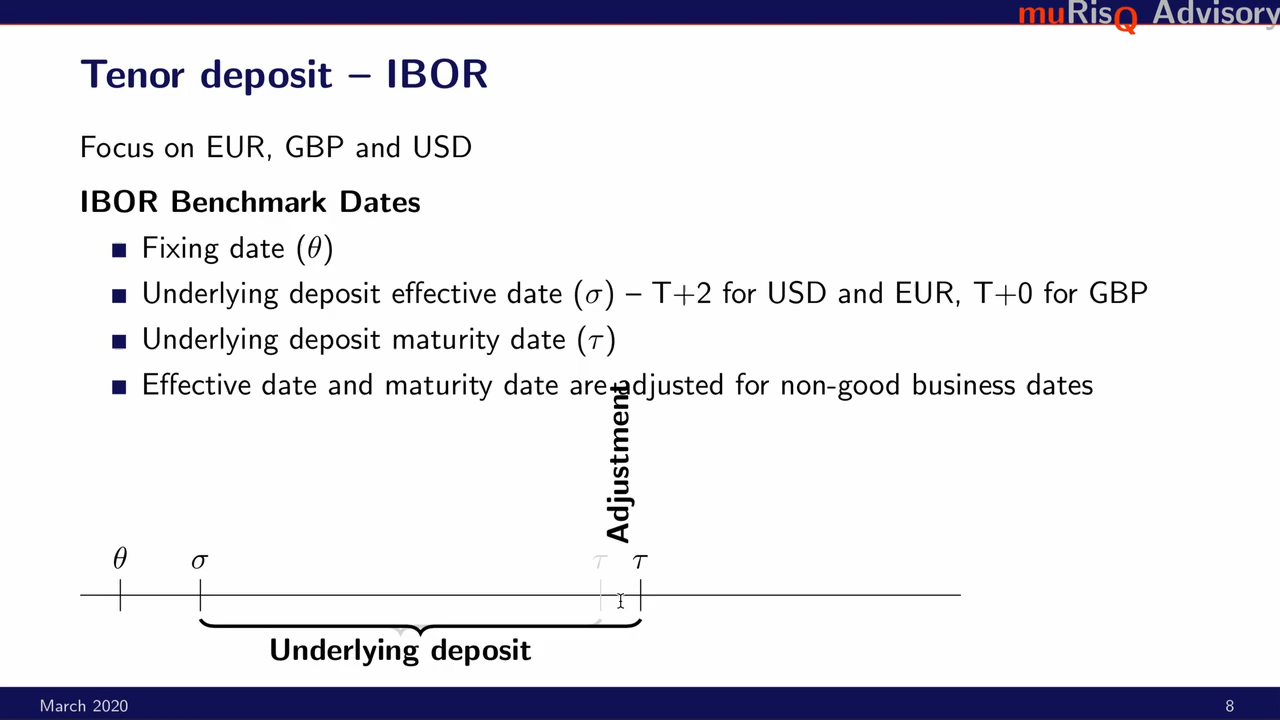 muRisQ Advisory
Tenor deposit – IBOR
Focus on EUR, GBP and USD
IBOR Benchmark Dates
Fixing date (θ)
Underlying deposit effective date (σ) – T+2 for USD and EUR, T+0 for GBP
Underlying deposit maturity date (τ)
Effective date and maturity date are adjusted for non-good business dates
Adjustment
θ σ τ τ
Underlying deposit
March 2020 8